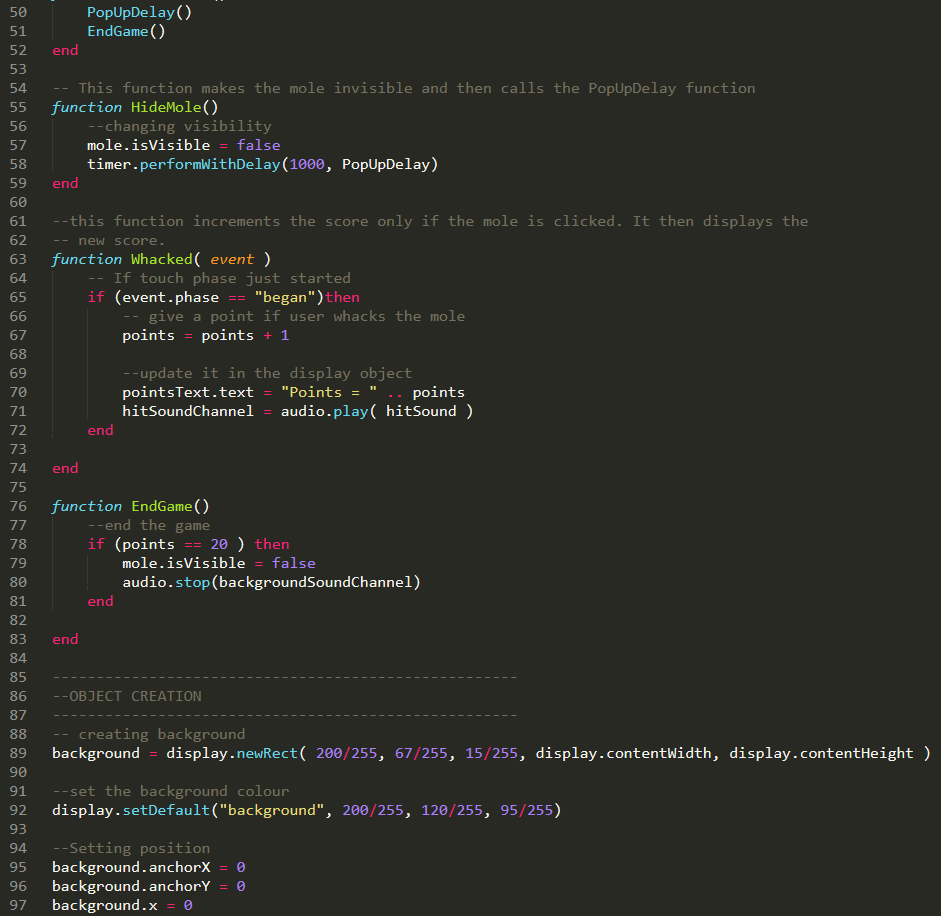 50 PopUpDelay()
51 EndGame()
52 end
53
54 -- This function makes the mole invisible and then calls the PopUpDelay function
55 function HideMole()
56 --changing visibility
57 mole.isVisible = false
58 timer.performWithDelay(1000, PopUpDelay)
59 end
60
61 --this function increments the score only if the mole is clicked. It then displays the
62 -- new score.
63 function Whacked( event )
64 -- If touch phase just started
65 if (event.phase == "began")then
66 -- give a point if user whacks the mole
67 points = points + 1
68
69 --update it in the display object
70 pointsText.text = "Points = " .. points
71 hitSoundChannel = audio.play( hitSound )
72 end
73
74 end
75
76 function EndGame()
77 --end the game
78 if (points == 20 ) then
79 mole.isVisible = false
80 audio.stop(backgroundSoundChannel)
81 end
82
83 end
84
85 -----------------------------------------------------
86 --OBJECT CREATION
87 -----------------------------------------------------
88 -- creating background
89 background = display.newRect( 200/255, 67/255, 15/255, display.contentWidth, display.contentHeight )
90
91 --set the background colour
92 display.setDefault("background", 200/255, 120/255, 95/255)
93
94 --Setting position
95 background.anchorX = 0
96 background.anchorY = 0
97 background.x = 0